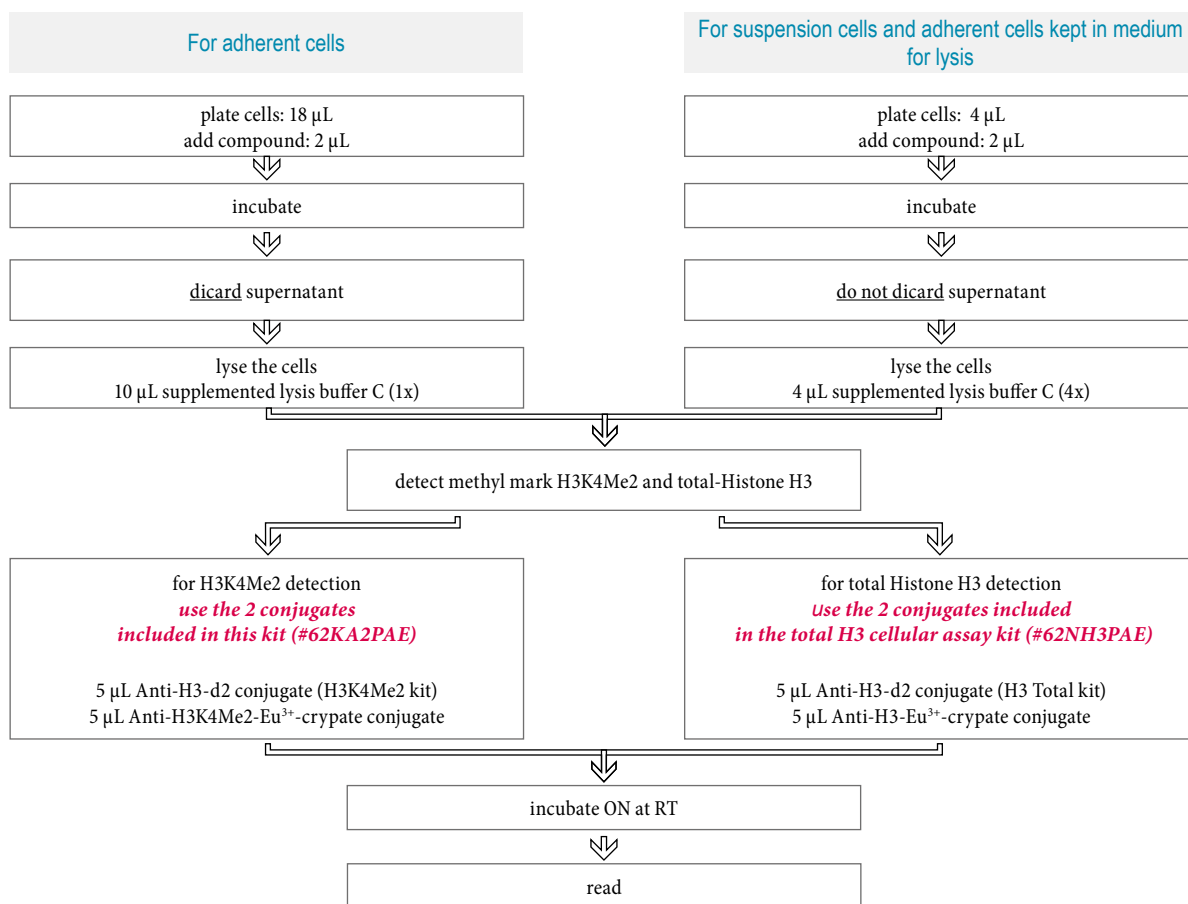 For adherent cells
For suspension cells and adherent cells kept in medium
for lysis
plate cells: 18 µL
add compound: 2 µL
plate cells:  4 µL
add compound: 2 µL
incubate
incubate
dicard supernatant
do not dicard supernatant
lyse the cells
10 µL supplemented lysis buffer C (1x)
lyse the cells
4 µL supplemented lysis buffer C (4x)
detect methyl mark H3K4Me2 and total-Histone H3
for H3K4Me2 detection
use the 2 conjugates
included in this kit (#62KA2PAE)
5 µL Anti-H3-d2 conjugate (H3K4Me2 kit)
5 µL Anti-H3K4Me2-Eu³⁺-crypate conjugate
for total Histone H3 detection
use the 2 conjugates included
in the total H3 cellular assay kit (#62NH3PAE)
5 µL Anti-H3-d2 conjugate (H3 Total kit)
5 µL Anti-H3-Eu³⁺-crypate conjugate
incubate ON at RT
read